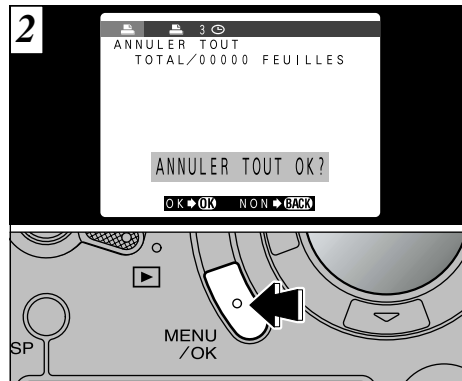 2
3
ANNULER TOUT
TOTAL/00000 FEUILLES
ANNULER TOUT OK?
OK OK NON BACK
SP
MENU
/OK